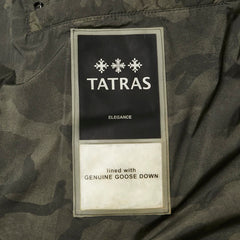 TATRAS
ELEGANCE
lined with
GENUINE GOOSE DOWN